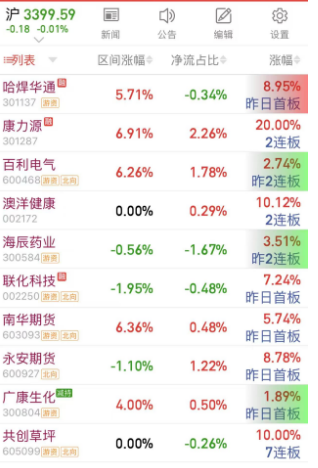 沪 3399.59
-0.18 -0.01%
新闻 公告 编辑 设置
列表 区间涨幅 净流占比 涨幅
哈焊华通 融 5.71% -0.34% 8.95%
301137 游资 昨日首板
康力源 融 6.91% 2.26% 20.00%
301287 2连板
百利电气 6.26% 1.78% 2.74%
600468 游资 北向 昨2连板
澳洋健康 0.00% 0.29% 10.12%
002172 2连板
海辰药业 -0.56% -1.67% 3.51%
300584 游资 昨2连板
联化科技 融 -1.95% -0.48% 7.24%
002250 游资 北向 昨日首板
南华期货 6.36% 0.48% 5.74%
603093 游资 北向 昨日首板
永安期货 -1.10% 1.22% 8.78%
600927 北向 昨日首板
广康生化 减持 4.00% 0.50% 1.89%
300804 游资 昨日首板
共创草坪 0.00% -0.26% 10.00%
605099 游资 北向 7连板